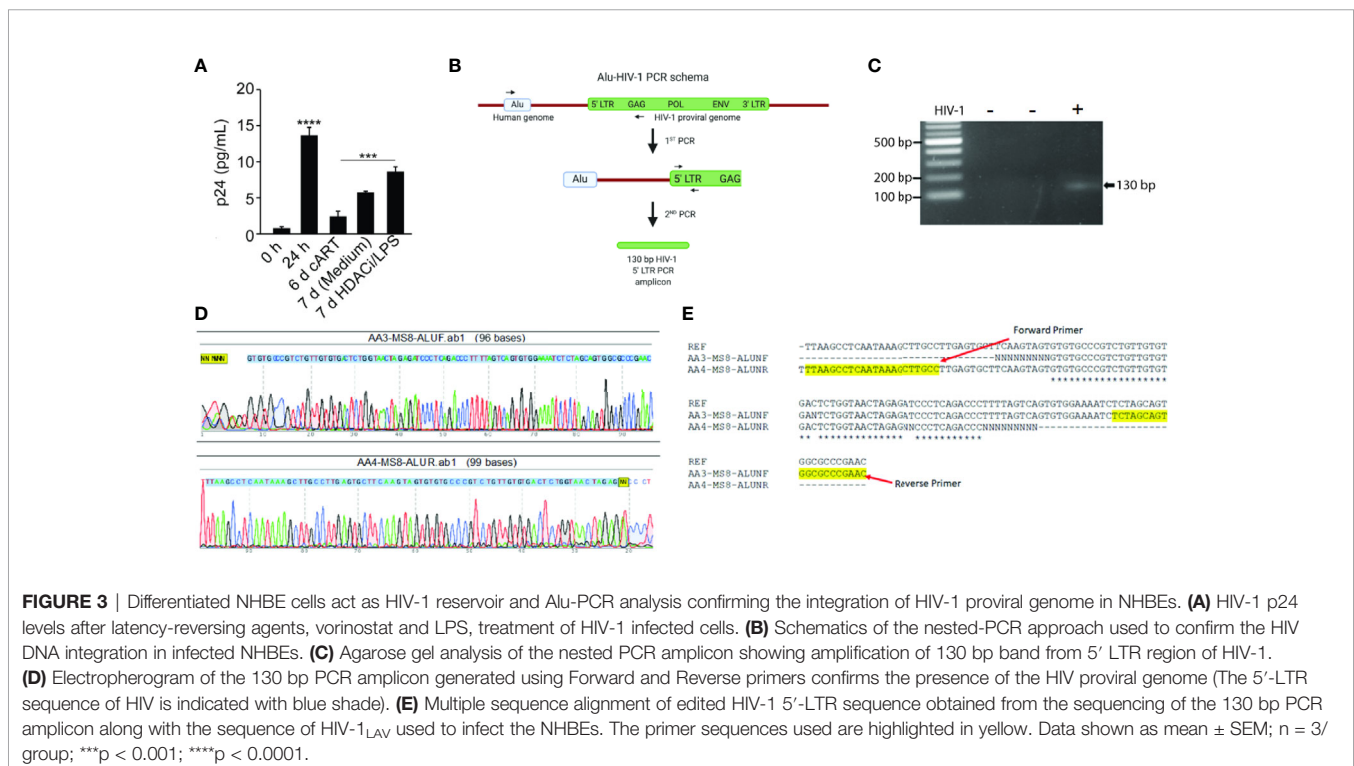 A
p24 (pg/mL)
20
15
10
5
0
****
***
0 h
24 h
6 d cART
7 d (Medium)
7 d HDACi/LPS
B
Alu-HIV-1 PCR schema
Alu
5' LTR GAG POL ENV 3' LTR
Human genome
HIV-1 proviral genome
1ST PCR
Alu
5' LTR GAG
2ND PCR
130 bp HIV-1
5' LTR PCR
amplicon
C
HIV-1 - - +
500 bp
200 bp
100 bp
130 bp
D
AA3-MS8-ALUF.ab1 (96 bases)
AA4-MS8-ALUR.ab1 (99 bases)
E
Forward Primer
REF -TTAAGCCTCAATAAAGCTTGCCTTGAGTG
AA3-MS8-ALUNF
AA4-MS8-ALUNR TTTAAGCCTCAATAAAGCTTGCCTTGAGTGCTTCAAGTAGTGTGTGCCCGTCTGTTGTGT
*******************
REF GACTCTGGTAACTAGAGATCCCTCAGACCCTTTTAGTCAGTGTGGAAAATCTCTAGCAGT
AA3-MS8-ALUNF GANTCTGGTAACTAGAGATCCCTCAGACCCTTTTAGTCAGTGTGGAAAATCTCTAGCAGT
AA4-MS8-ALUNR GACTCTGGTAACTAGAGNNCCCTCAGACCCNNNNNNNNNN
** ************** ***********
REF GGCGCCCGAAC
AA3-MS8-ALUNF GGCGCCCGAAC
AA4-MS8-ALUNR -----------
Reverse Primer
FIGURE 3 | Differentiated NHBE cells act as HIV-1 reservoir and Alu-PCR analysis confirming the integration of HIV-1 proviral genome in NHBEs. (A) HIV-1 p24
levels after latency-reversing agents, vorinostat and LPS, treatment of HIV-1 infected cells. (B) Schematics of the nested-PCR approach used to confirm the HIV
DNA integration in infected NHBEs. (C) Agarose gel analysis of the nested PCR amplicon showing amplification of 130 bp band from 5′ LTR region of HIV-1.
(D) Electropherogram of the 130 bp PCR amplicon generated using Forward and Reverse primers confirms the presence of the HIV proviral genome (The 5′-LTR
sequence of HIV is indicated with blue shade). (E) Multiple sequence alignment of edited HIV-1 5′-LTR sequence obtained from the sequencing of the 130 bp PCR
amplicon along with the sequence of HIV-1LAV used to infect the NHBEs. The primer sequences used are highlighted in yellow. Data shown as mean ± SEM; n = 3/
group; ***p < 0.001; ****p < 0.0001.